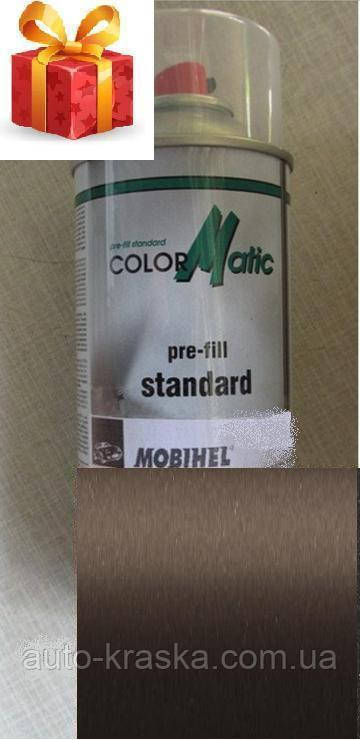 pre-fill standard
COLORMatic
pre-fill
standard
MOBIHEL
auto-kraska.com.ua